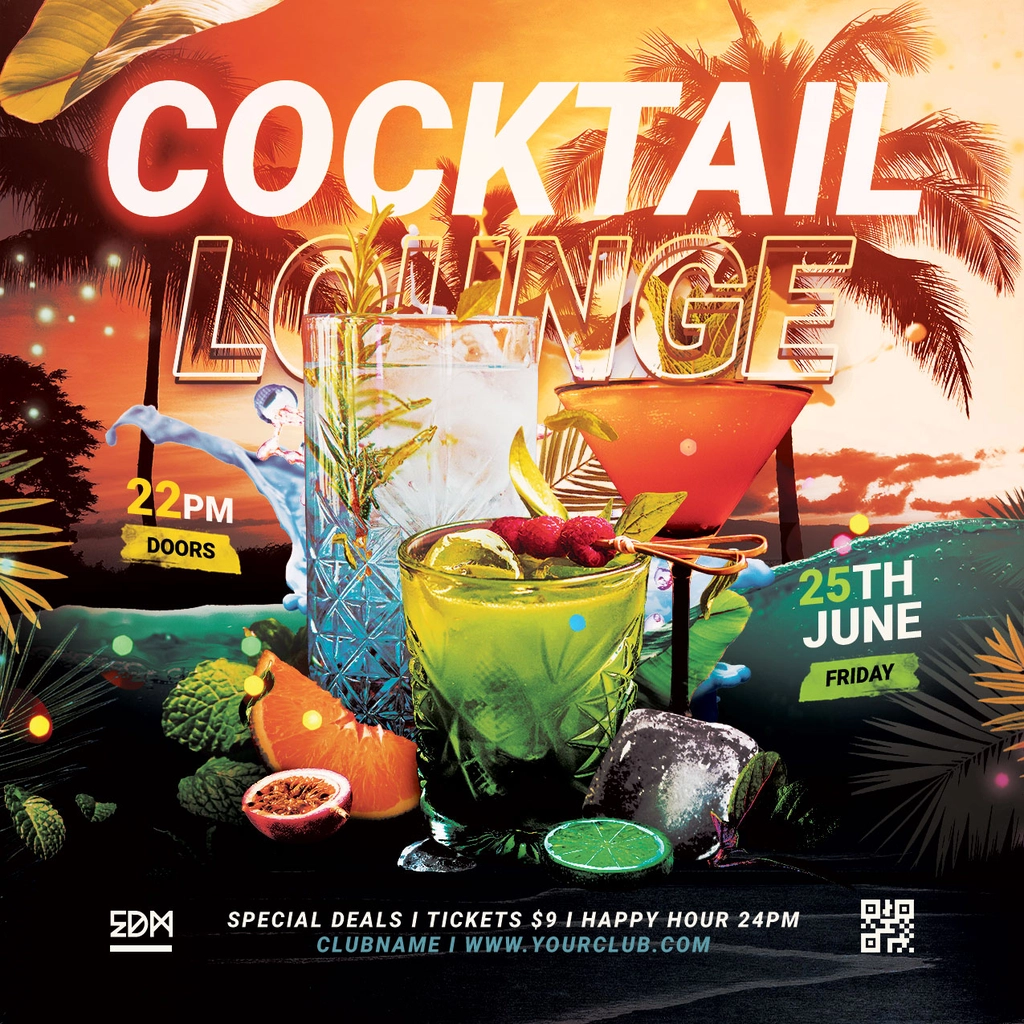 COCKTAIL
LOUNGE
22PM
DOORS
25TH
JUNE
FRIDAY
EDM
SPECIAL DEALS I TICKETS $9 I HAPPY HOUR 24PM
CLUBNAME I WWW.YOURCLUB.COM